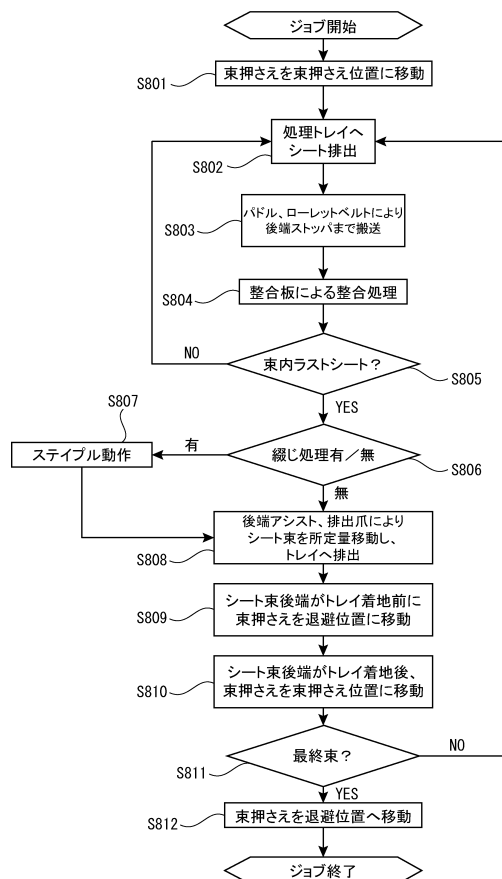 ジョブ開始
S801
束押さえを束押さえ位置に移動
処理トレイへ
シート排出
S802
パドル、ローレットベルトにより
後端ストッパまで搬送
S803
整合板による整合処理
S804
NO
束内ラストシート？
S805
YES
S807
ステイプル動作
有
綴じ処理有／無
S806
無
後端アシスト、排出爪により
シート束を所定量移動し、
トレイへ排出
S808
シート束後端がトレイ着地前に
束押さえを退避位置に移動
S809
シート束後端がトレイ着地後、
束押さえを束押さえ位置に移動
S810
最終束？
NO
S811
YES
束押さえを退避位置へ移動
S812
ジョブ終了